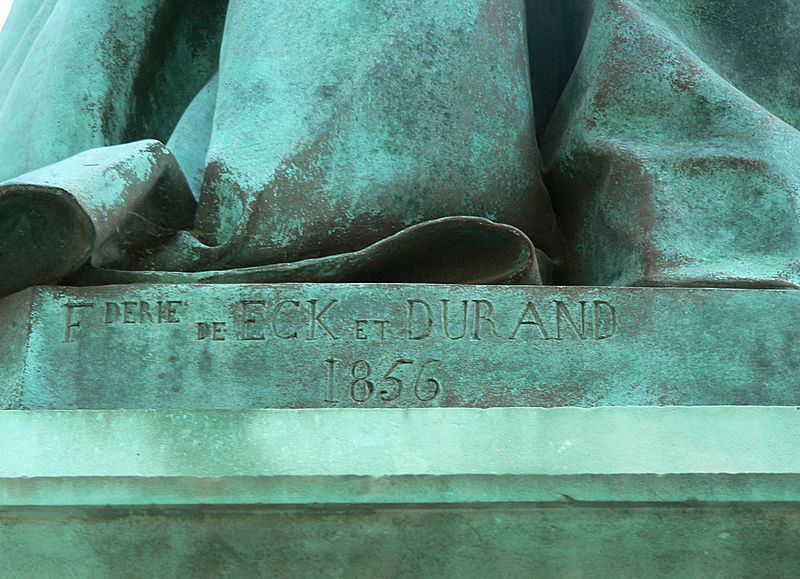 FDERIE DE ECK ET DURAND
1856